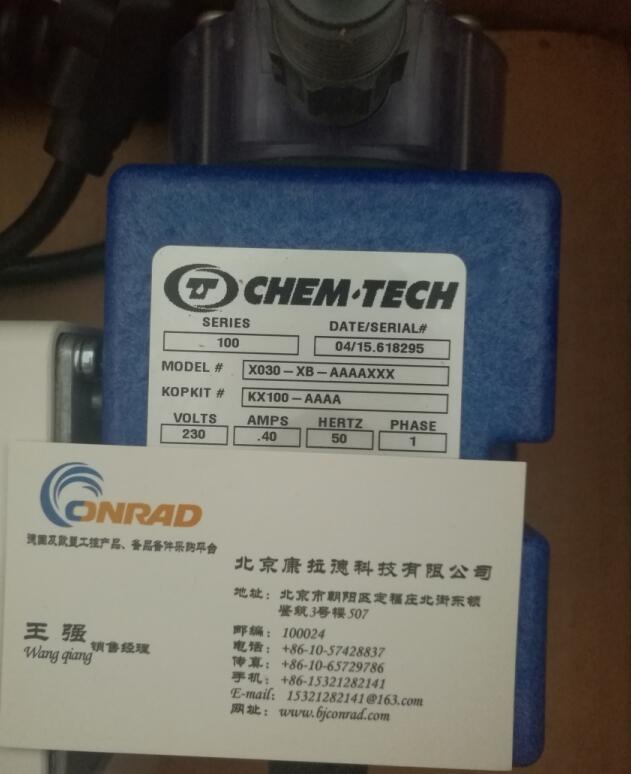 CHEM·TECH
SERIES DATE/SERIAL#
100 04/15.618295
MODEL # X030-XB-AAAAXXX
KOPKIT # KX100-AAAA
VOLTS AMPS HERTZ PHASE
230 .40 50 1
CONRAD
德国及欧盟工控产品、备品备件采购平台
北京康拉德科技有限公司
地址：北京市朝阳区定福庄北街东领
鉴筑3号楼507
王 强 销售经理
Wang qiang
邮编：100024
电话：+86-10-57428837
传真：+86-10-65729786
手机：+86-15321282141
E-mail：15321282141@163.com
网址：www.bjconrad.com